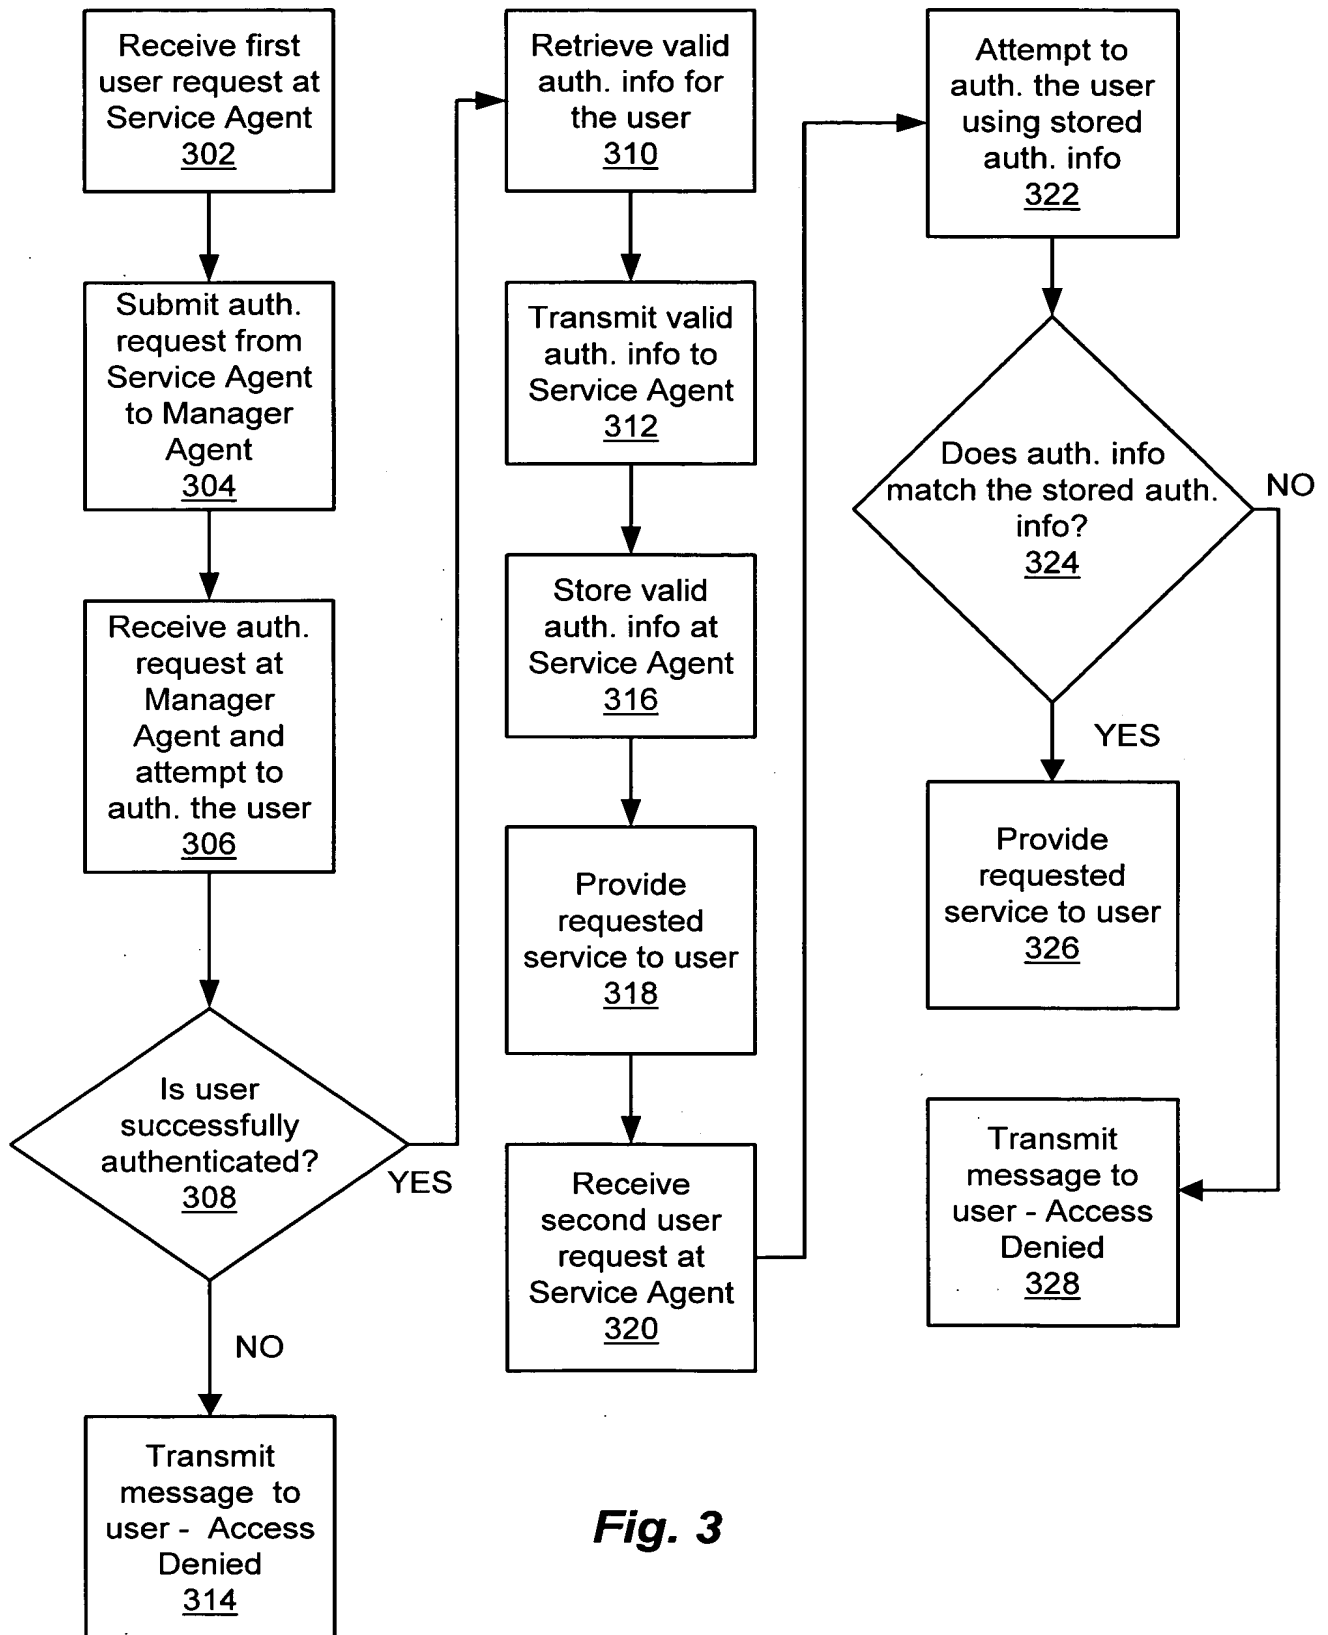 Receive first
user request at
Service Agent
302
Submit auth.
request from
Service Agent
to Manager
Agent
304
Receive auth.
request at
Manager
Agent and
attempt to
auth. the user
306
Is user
successfully
authenticated?
308
YES
NO
Transmit
message to
user - Access
Denied
314
Retrieve valid
auth. info for
the user
310
Transmit valid
auth. info to
Service Agent
312
Store valid
auth. info at
Service Agent
316
Provide
requested
service to user
318
Receive
second user
request at
Service Agent
320
Attempt to
auth. the user
using stored
auth. info
322
Does auth. info
match the stored auth.
info?
324
NO
YES
Provide
requested
service to user
326
Transmit
message to
user - Access
Denied
328
Fig. 3